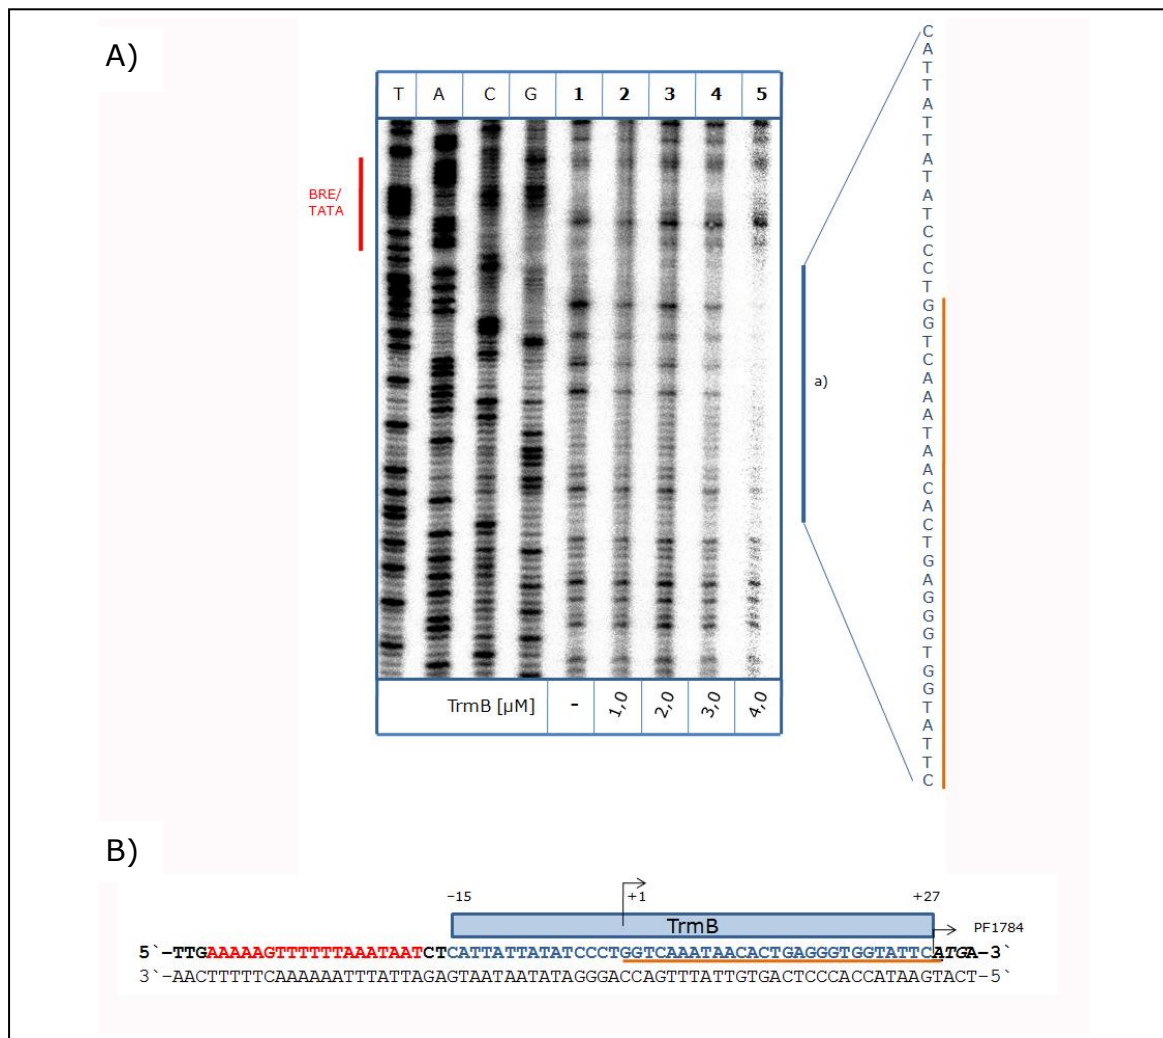 A)
T A C G 1 2 3 4 5
BRE/
TATA
a)
CATTATTATATCCCTGGTCAAATAACACTGAGGGTGGTATTC
TrmB [µM] - 1,0 2,0 3,0 4,0
B)
-15 +1 +27
TrmB PF1784
5`-TTGAAAAAGTTTTTTAAATAATCTCATTATTATATCCCTGGTCAAATAACACTGAGGGTGGTATTCATGA-3`
3`-AACTTTTTCAAAAAATTTATTAGAGTAATAATATAGGGACCAGTTTATTGTGACTCCCACCATAAGTACT-5`